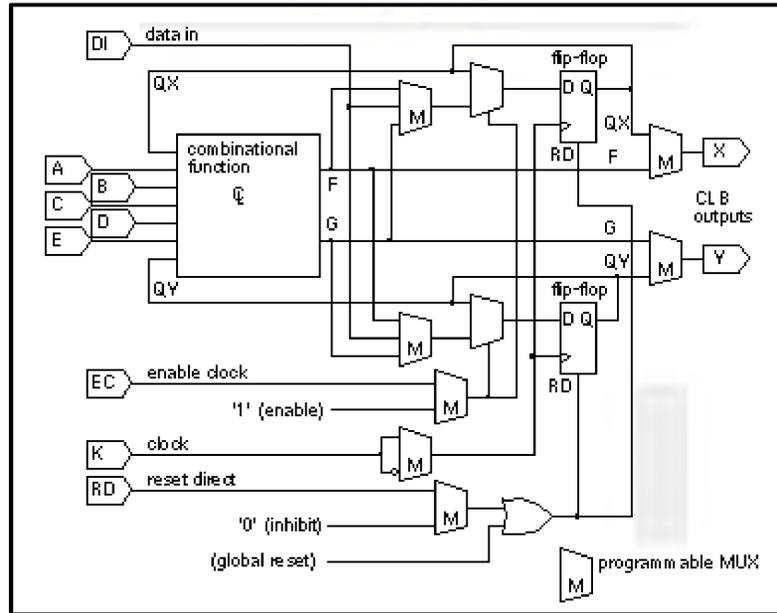 DI
data in
flip-flop
QX
D Q
M
QX
combinational
function
RD
F
M
X
A
F
B
CLB
outputs
C
D
G
G
E
QY
M
Y
flip-flop
QY
M
D Q
EC
enable clock
RD
'1' (enable)
M
K
clock
M
RD
reset direct
M
'0' (inhibit)
(global reset)
programmable MUX
M